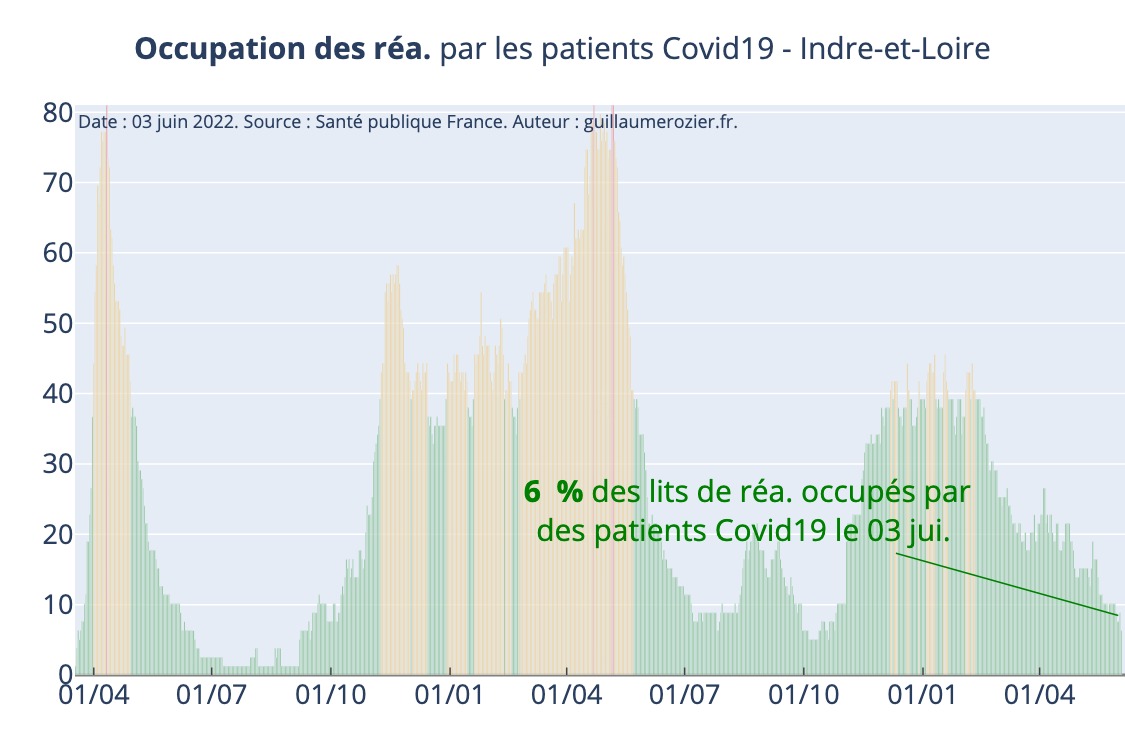 Occupation des réa. par les patients Covid19 - Indre-et-Loire
80
Date : 03 juin 2022. Source : Santé publique France. Auteur : guillaumerozier.fr.
70
60
50
40
30
6 % des lits de réa. occupés par
des patients Covid19 le 03 jui.
20
10
0
01/04 01/07 01/10 01/01 01/04 01/07 01/10 01/01 01/04